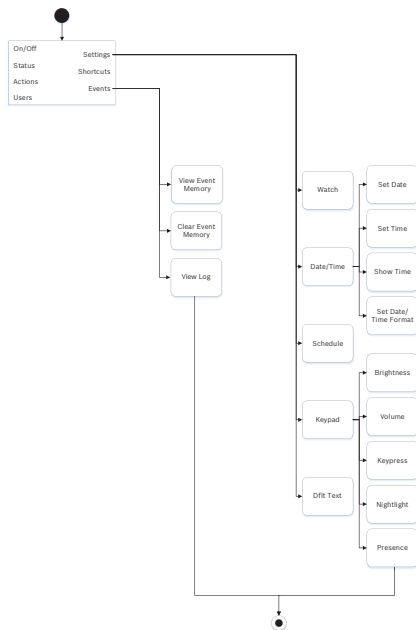 On/Off
Status
Actions
Users
Settings
Shortcuts
Events
View Event
Memory
Clear Event
Memory
View Log
Watch
Date/Time
Schedule
Keypad
Dflt Text
Set Date
Set Time
Show Time
Set Date/
Time Format
Brightness
Volume
Keypress
Nightlight
Presence